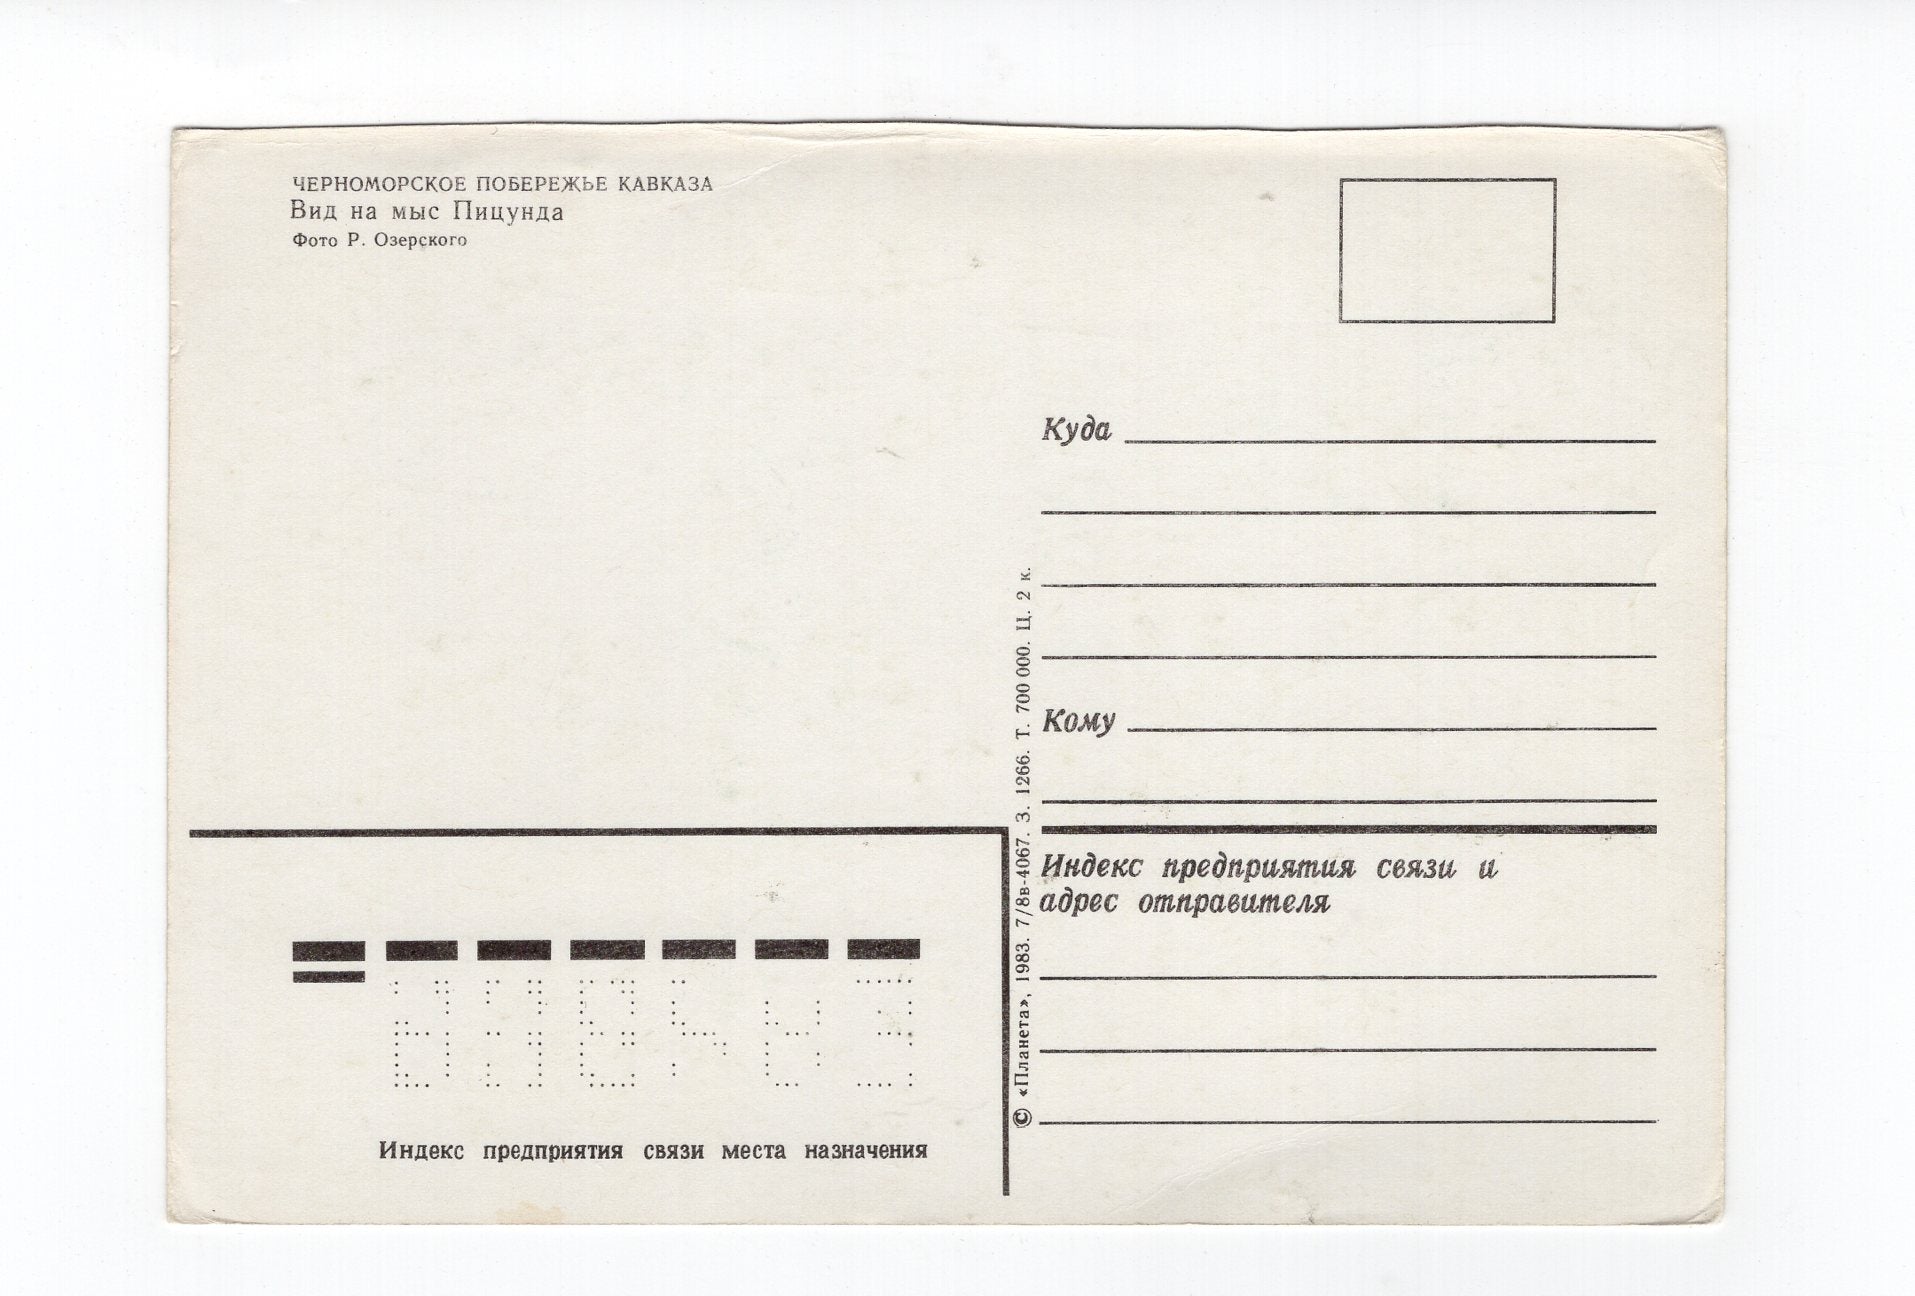 ЧЕРНОМОРСКОЕ ПОБЕРЕЖЬЕ КАВКАЗА
Вид на мыс Пицунда
Фото Р. Озерского
Куда
Кому
Индекс предприятия связи и
адрес отправителя
© «Планета», 1983. 7/8в-4067. З. 1266. Т. 700 000. Ц. 2 к.
Индекс предприятия связи места назначения